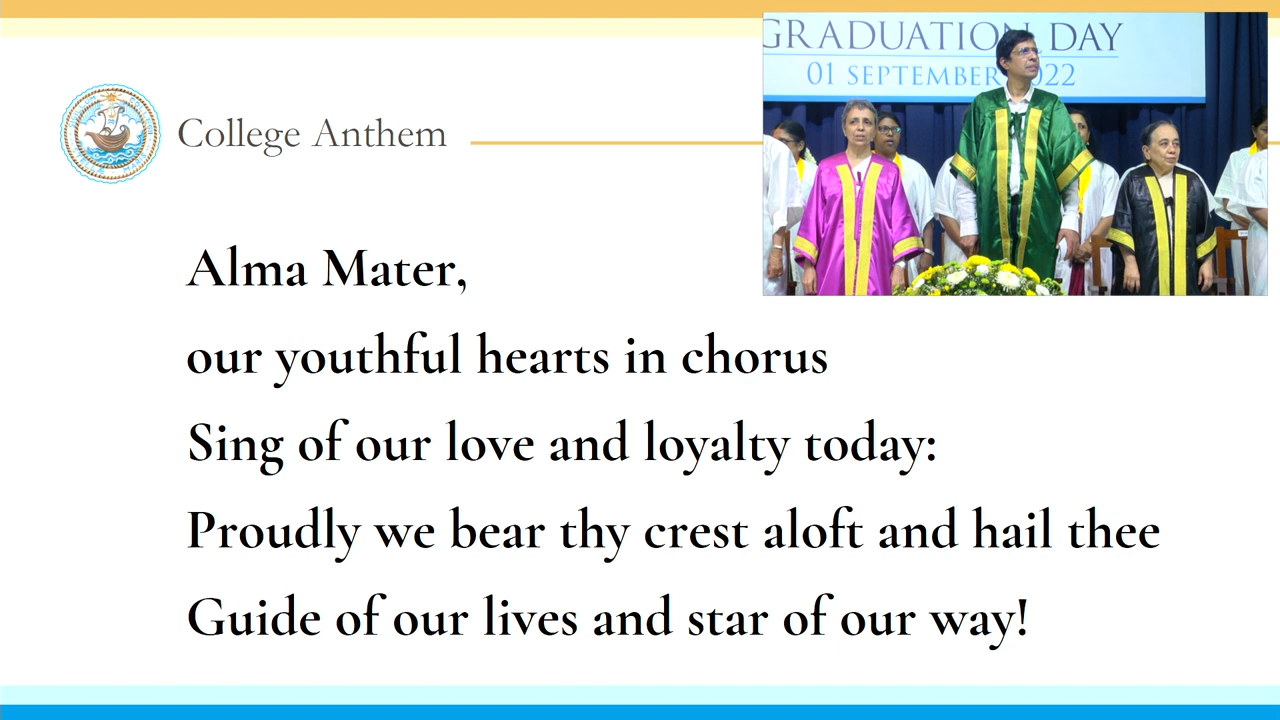 GRADUATION DAY
01 SEPTEMBER 2022
College Anthem
Alma Mater,
our youthful hearts in chorus
Sing of our love and loyalty today:
Proudly we bear thy crest aloft and hail thee
Guide of our lives and star of our way!